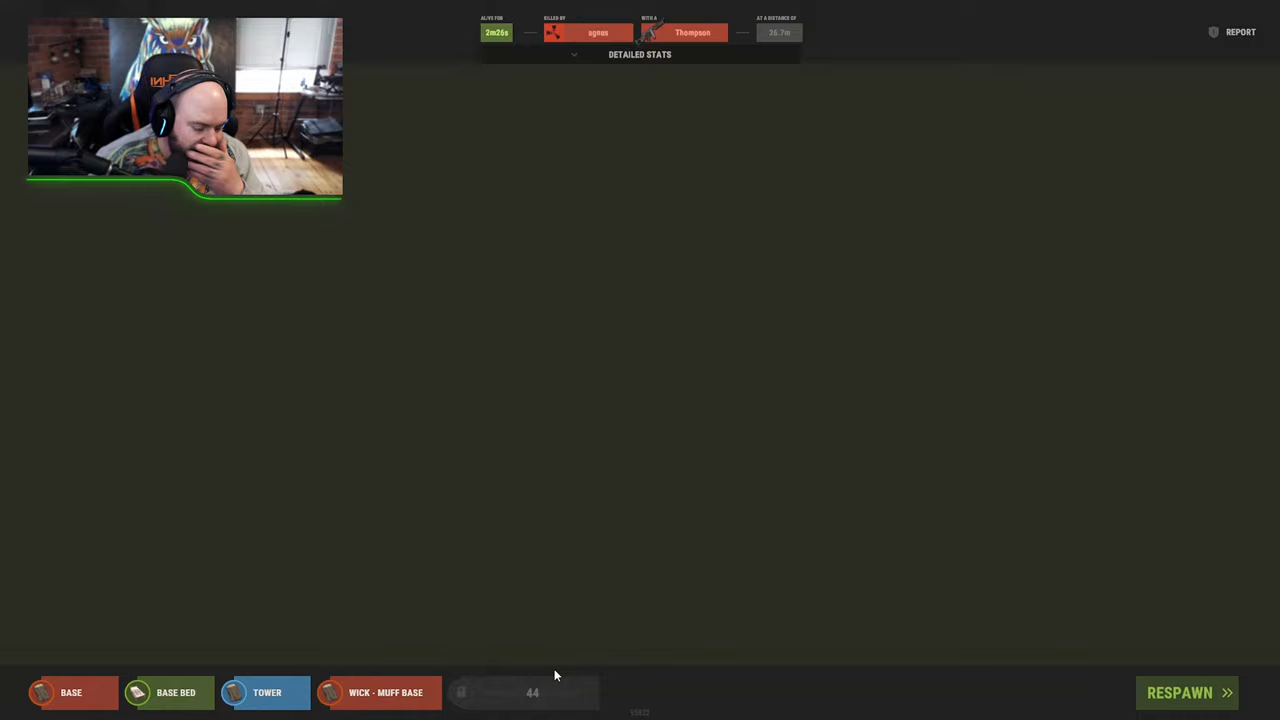 ALIVE FOR
KILLED BY
WITH A
AT A DISTANCE OF
2m26s
agnus
Thompson
26.7m
DETAILED STATS
REPORT
BASE
BASE BED
TOWER
WICK - MUFF BASE
44
RESPAWN